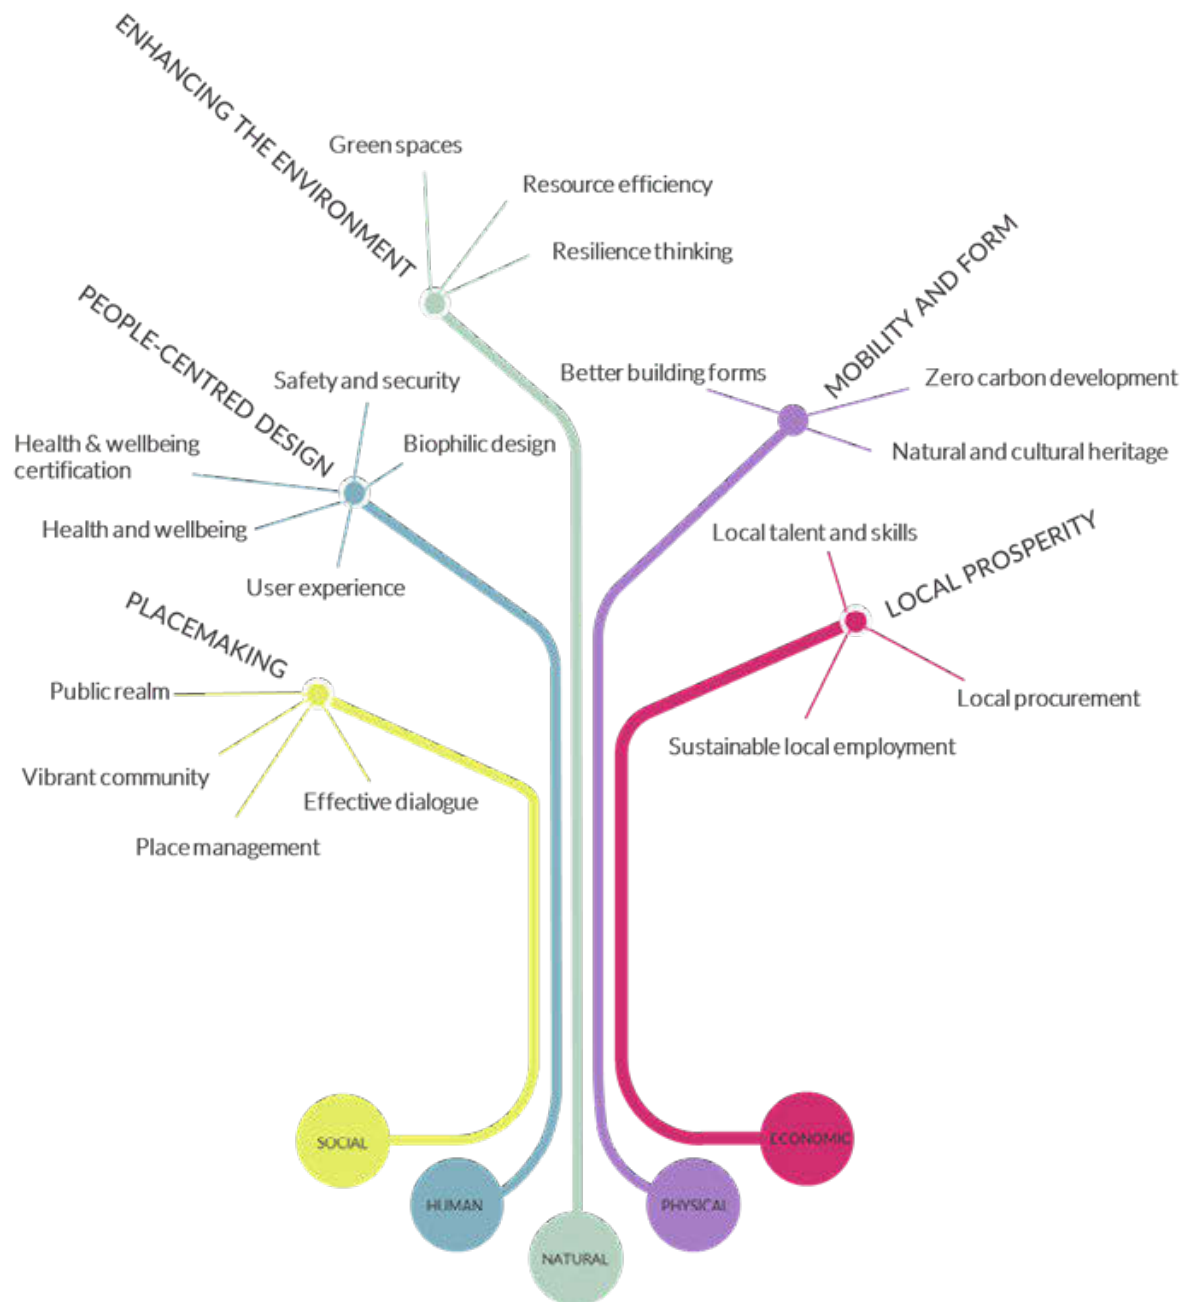 ENHANCING THE ENVIRONMENT
Green spaces
Resource efficiency
Resilience thinking
PEOPLE-CENTRED DESIGN
Safety and security
Health & wellbeing
certification
Biophilic design
Health and wellbeing
User experience
PLACEMAKING
Public realm
Vibrant community
Effective dialogue
Place management
MOBILITY AND FORM
Better building forms
Zero carbon development
Natural and cultural heritage
LOCAL PROSPERITY
Local talent and skills
Local procurement
Sustainable local employment
SOCIAL
HUMAN
NATURAL
PHYSICAL
ECONOMIC